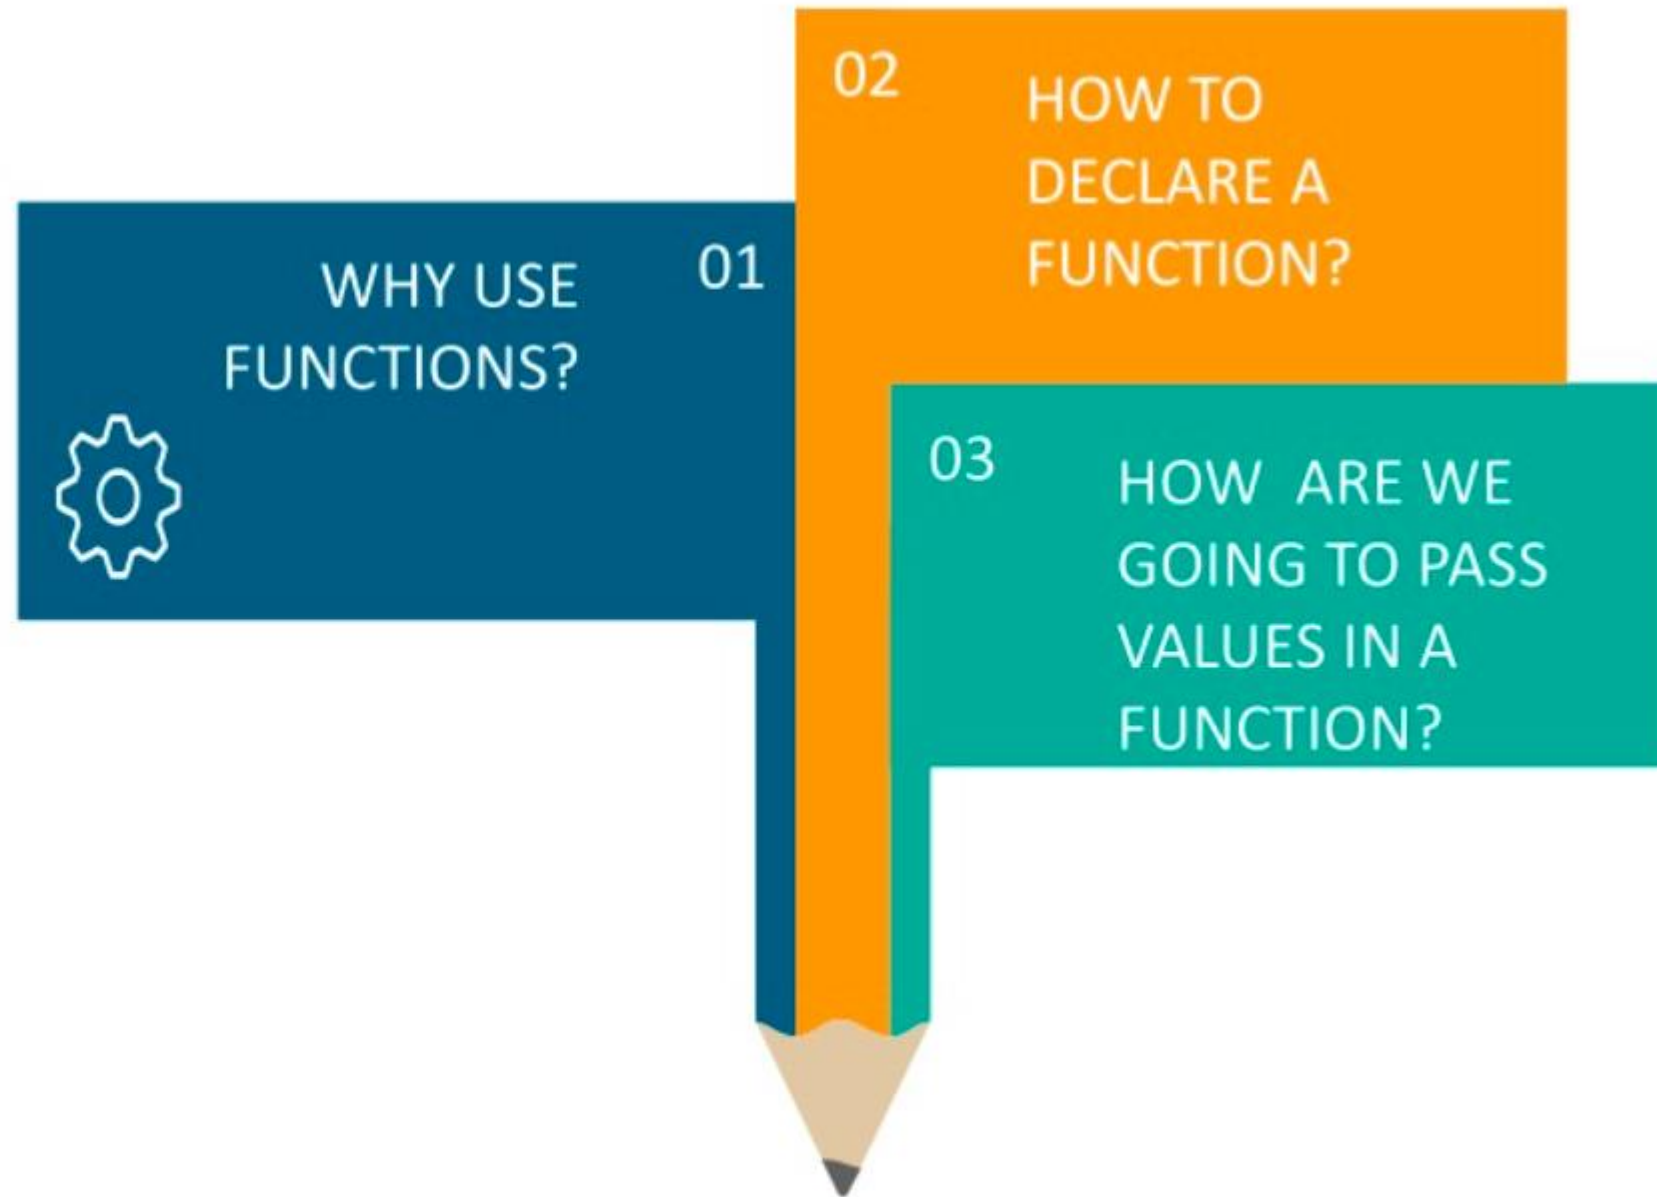 01
WHY USE
FUNCTIONS?
02
HOW TO
DECLARE A
FUNCTION?
03
HOW  ARE WE
GOING TO PASS
VALUES IN A
FUNCTION?